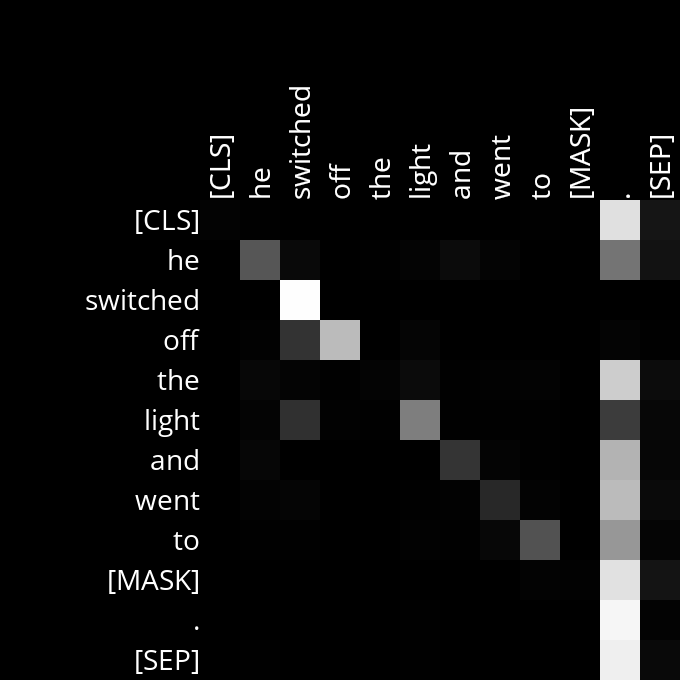 [CLS]
he
switched
off
the
light
and
went
to
[MASK]
.
[SEP]
[CLS]
he
switched
off
the
light
and
went
to
[MASK]
.
[SEP]